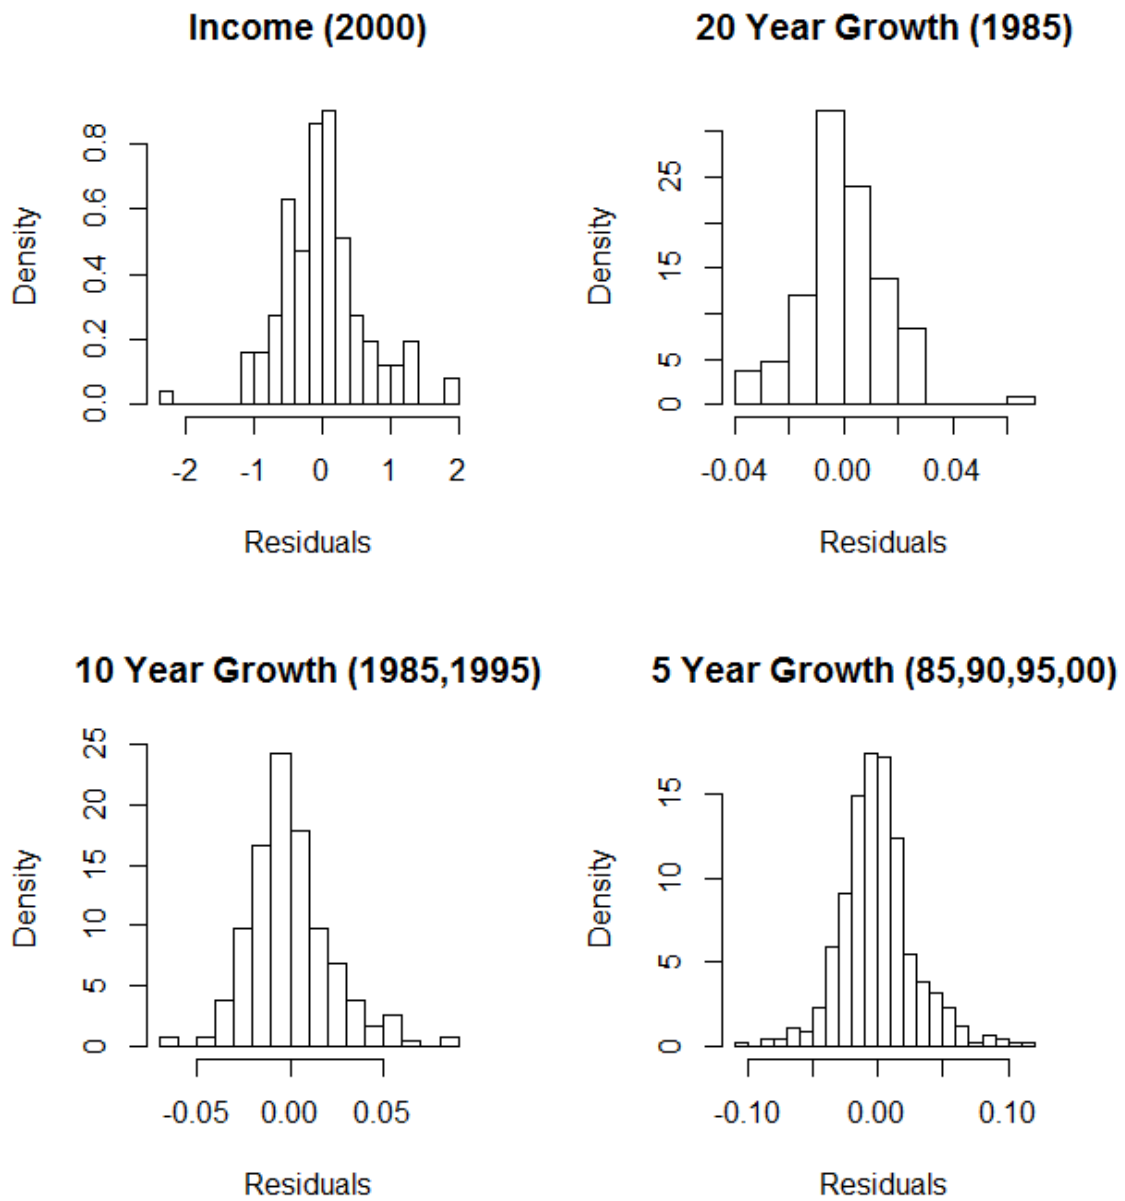 Income (2000)
Density
0.0 0.2 0.4 0.6 0.8
-2 -1 0 1 2
Residuals
20 Year Growth (1985)
Density
0 5 15 25
-0.04 0.00 0.04
Residuals
10 Year Growth (1985,1995)
Density
0 5 10 15 20 25
-0.05 0.00 0.05
Residuals
5 Year Growth (85,90,95,00)
Density
0 5 10 15
-0.10 0.00 0.10
Residuals